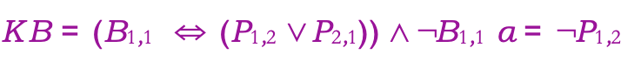 KB = (B₁,₁ ⇔ (P₁,₂ ∨ P₂,₁)) ∧ ¬B₁,₁ α = ¬P₁,₂